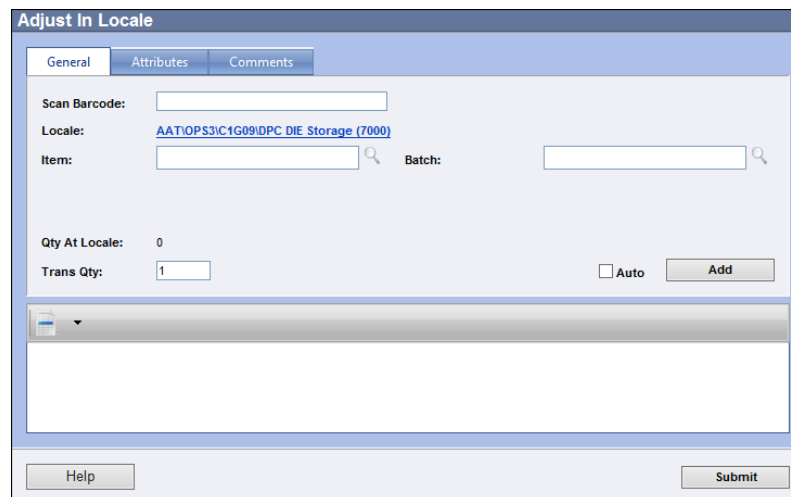 Adjust In Locale
General Attributes Comments
Scan Barcode:
Locale: AAT\OPS3\C1G09\DPC DIE Storage (7000)
Item: Batch:
Qty At Locale: 0
Trans Qty: 1 Auto Add
Help Submit